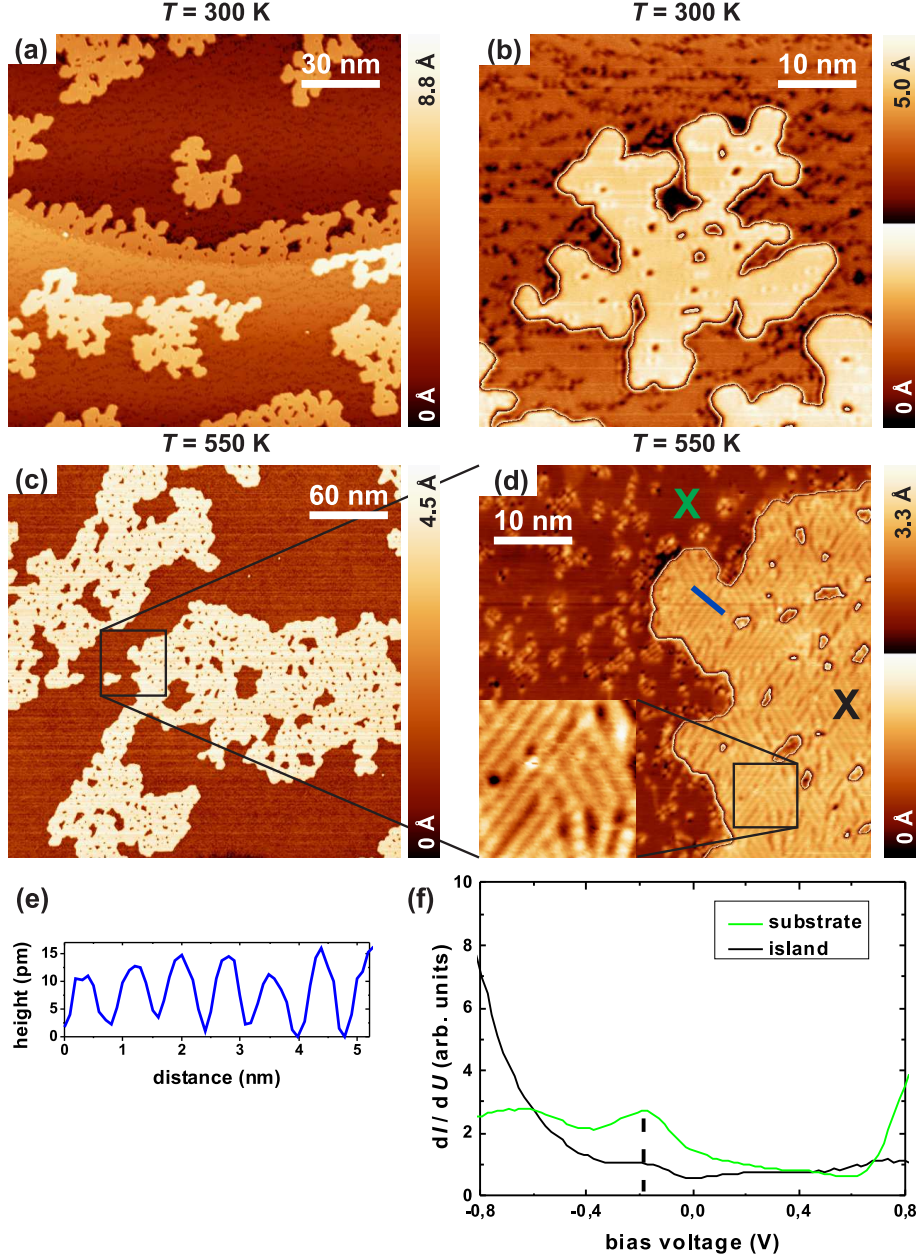 T = 300 K
T = 300 K
(a)
30 nm
8.8 Å
0 Å
(b)
10 nm
5.0 Å
0 Å
T = 550 K
T = 550 K
(c)
60 nm
4.5 Å
0 Å
(d)
X
10 nm
X
3.3 Å
0 Å
(e)
height (pm)
15
10
5
0
0 1 2 3 4 5
distance (nm)
(f)
dI / dU (arb. units)
10
8
6
4
2
0
substrate
island
-0,8 -0,4 0,0 0,4 0,8
bias voltage (V)